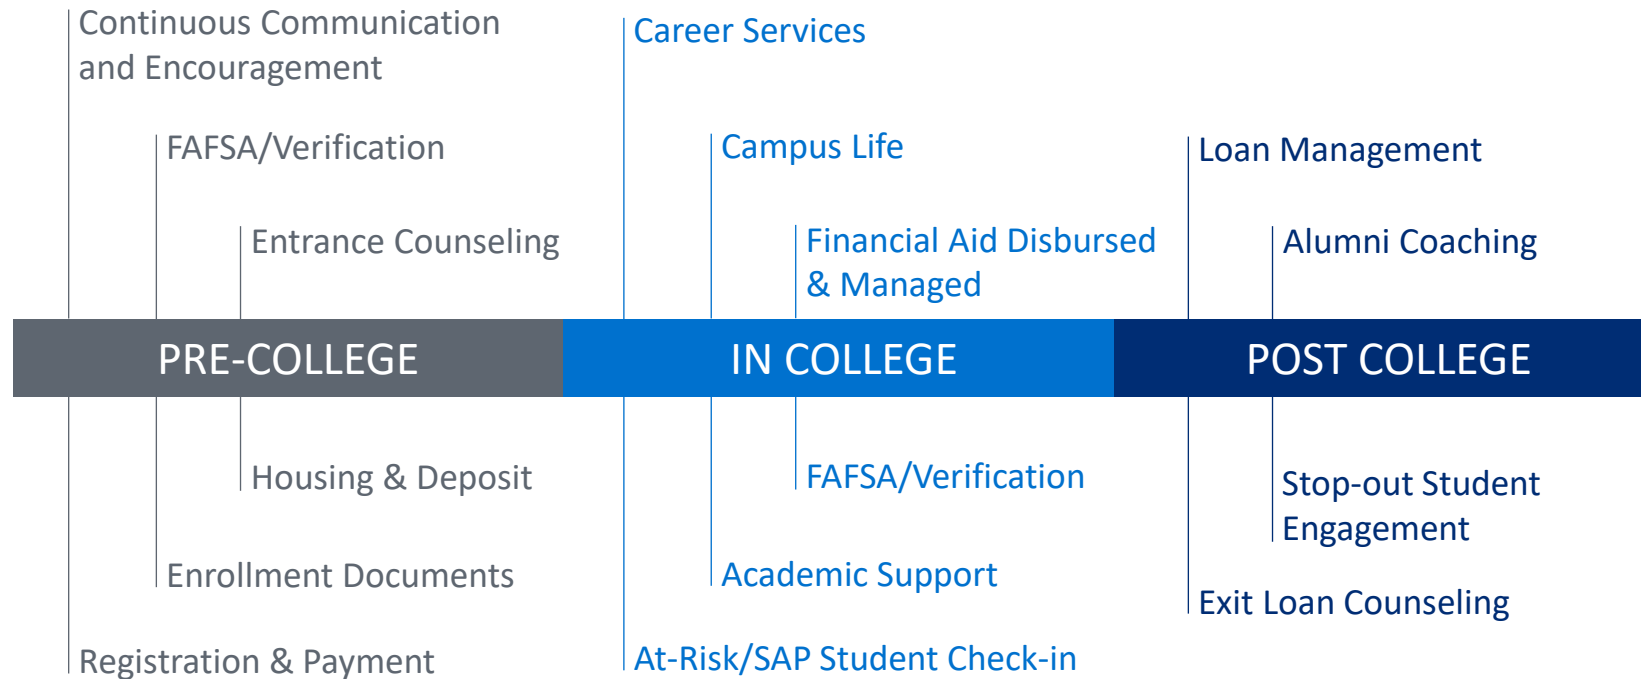 Continuous Communication
and Encouragement
FAFSA/Verification
Entrance Counseling
Career Services
Campus Life
Financial Aid Disbursed
& Managed
Loan Management
Alumni Coaching
PRE-COLLEGE
IN COLLEGE
POST COLLEGE
Housing & Deposit
Enrollment Documents
Registration & Payment
FAFSA/Verification
Academic Support
At-Risk/SAP Student Check-in
Stop-out Student
Engagement
Exit Loan Counseling